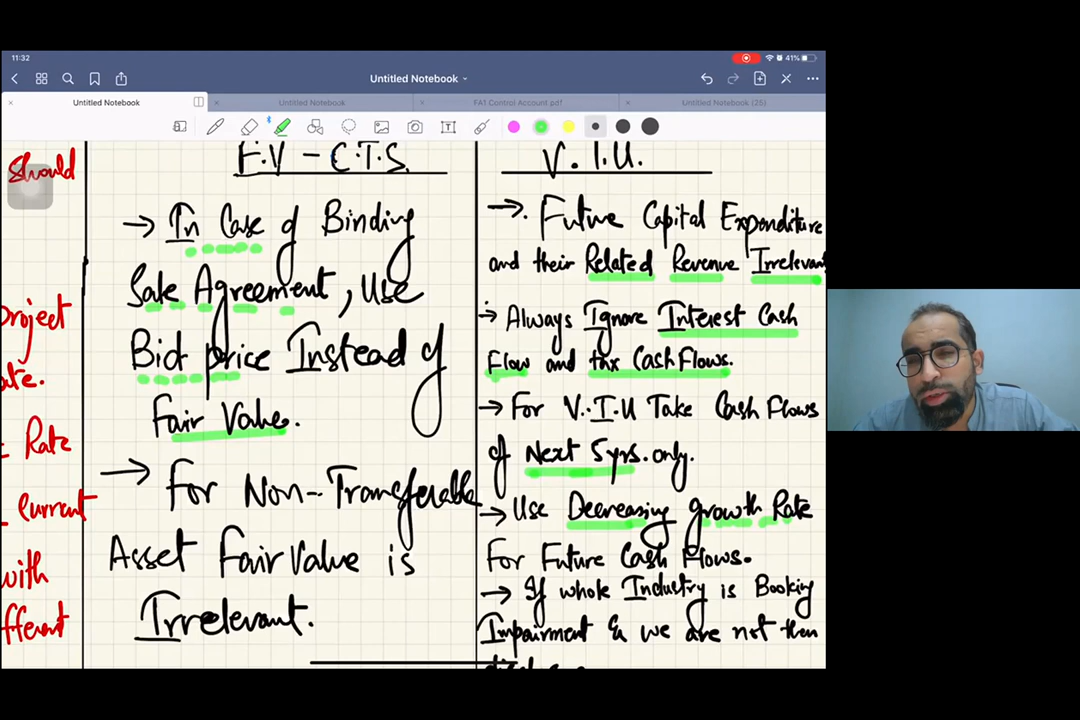 11:32
41%
Untitled Notebook
Untitled Notebook
Untitled Notebook
FA1 Control Account.pdf
Untitled Notebook (25)
Should
project
ate.
Rate
current
with
fferent
F.V - C.T.S.
→ In Case of Binding
Sale Agreement, Use
Bid price Instead of
Fair Value.
→ For Non-Transferable
Asset Fair Value is
Irrelevant.
V.I.U.
→ Future Capital Expenditure
and their Related Revenue Irrelevant
→ Always Ignore Interest Cash
Flow and tax Cash Flows.
→ For V.I.U Take Cash Flows
of Next 5yrs. only.
→ Use Decreasing growth Rate
For Future Cash Flows.
→ If whole Industry is Booking
Impairment & we are not then